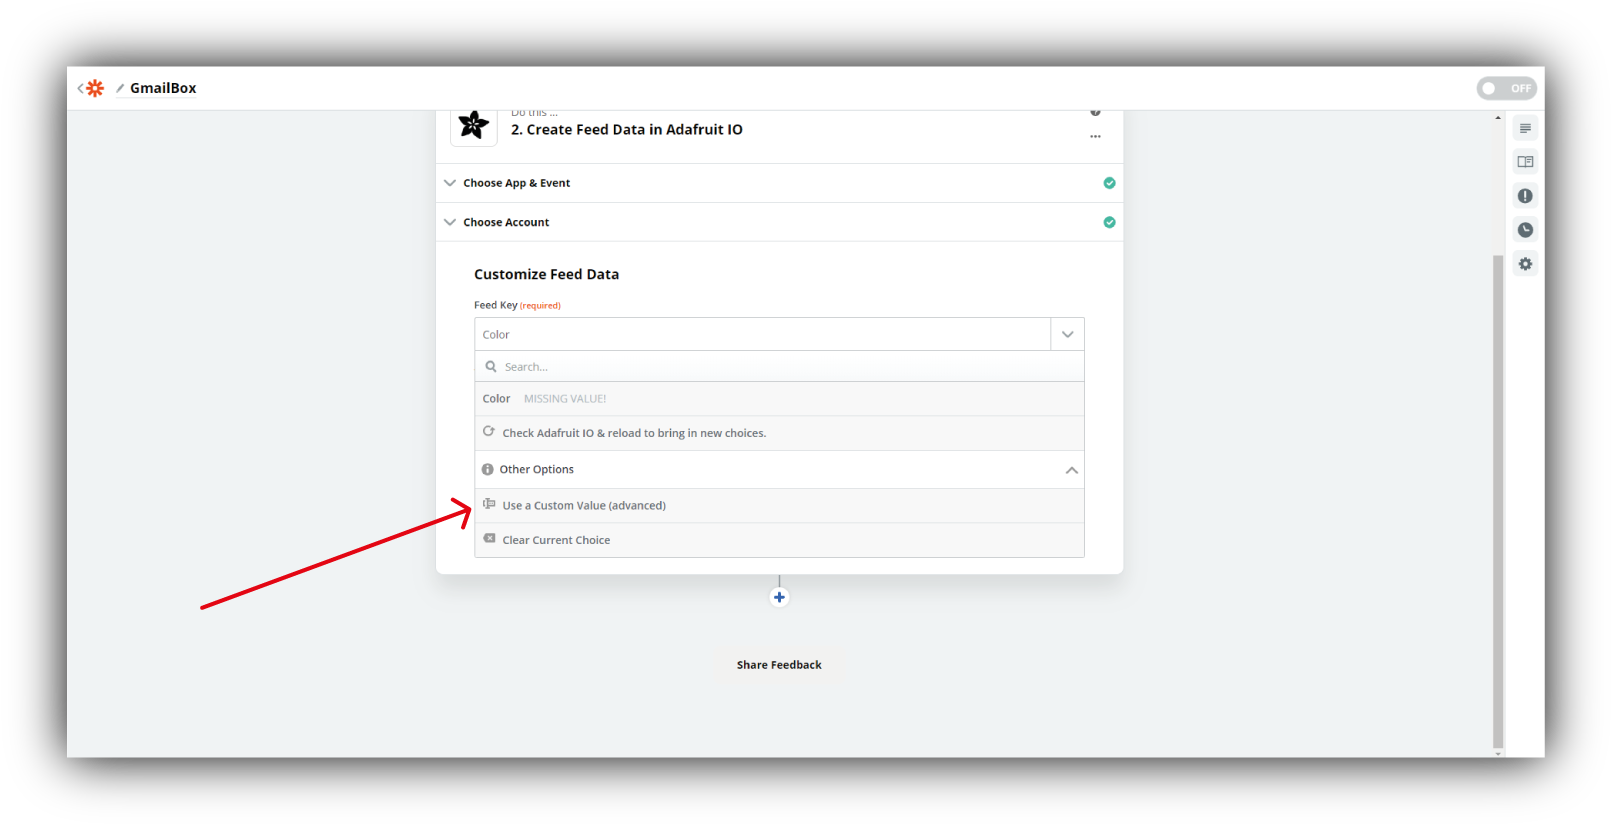 GmailBox
OFF
Do this ...
2. Create Feed Data in Adafruit IO
Choose App & Event
Choose Account
Customize Feed Data
Feed Key (required)
Color
Search...
Color MISSING VALUE!
Check Adafruit IO & reload to bring in new choices.
Other Options
Use a Custom Value (advanced)
Clear Current Choice
Share Feedback